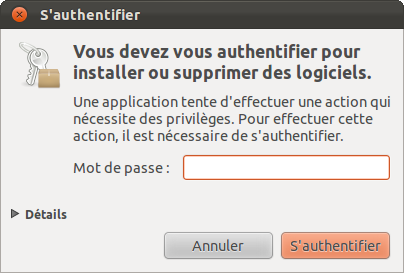 S'authentifier
Vous devez vous authentifier pour
installer ou supprimer des logiciels.
Une application tente d'effectuer une action qui
nécessite des privilèges. Pour effectuer cette
action, il est nécessaire de s'authentifier.
Mot de passe :
Détails
Annuler
S'authentifier